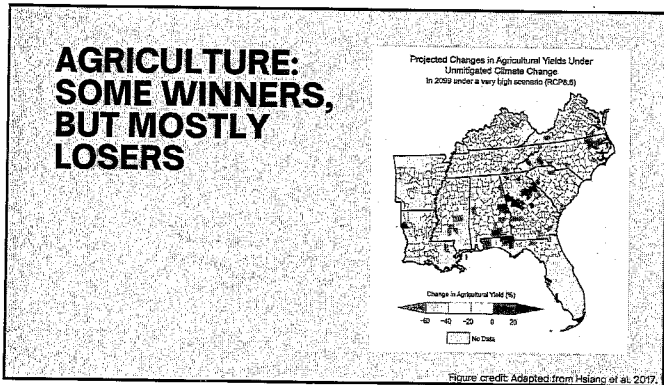 AGRICULTURE:
SOME WINNERS,
BUT MOSTLY
LOSERS
Projected Changes in Agricultural Yields Under
Unmitigated Climate Change
In 2099 under a very high scenario (RCP8.5)
Change in Agricultural Yield (%)
-60 -40 -20 0 20
No Data
Figure credit: Adapted from Hsiang et al. 2017.